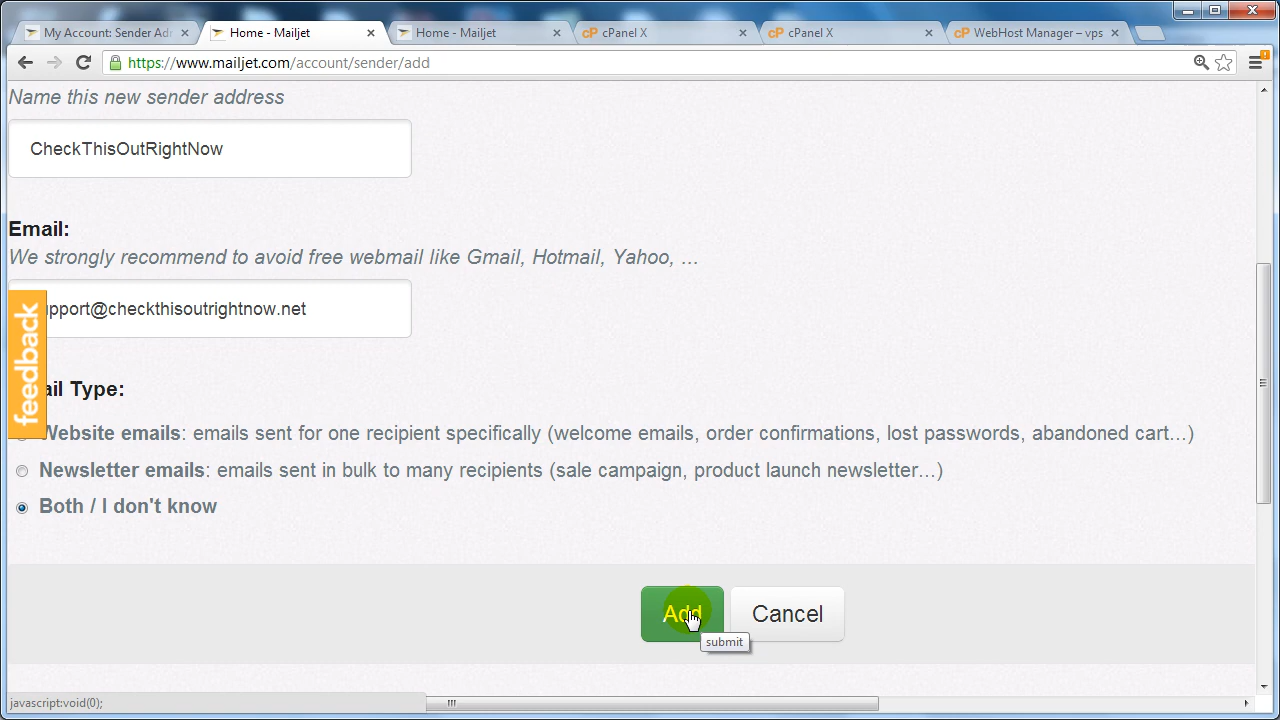 My Account: Sender Ad
Home - Mailjet
Home - Mailjet
cP cPanel X
cP cPanel X
cP WebHost Manager – vps
https://www.mailjet.com/account/sender/add
Name this new sender address
CheckThisOutRightNow
Email:
We strongly recommend to avoid free webmail like Gmail, Hotmail, Yahoo, ...
upport@checkthisoutrightnow.net
feedback
ail Type:
Website emails: emails sent for one recipient specifically (welcome emails, order confirmations, lost passwords, abandoned cart...)
Newsletter emails: emails sent in bulk to many recipients (sale campaign, product launch newsletter...)
Both / I don't know
Add
Cancel
submit
javascript:void(0);